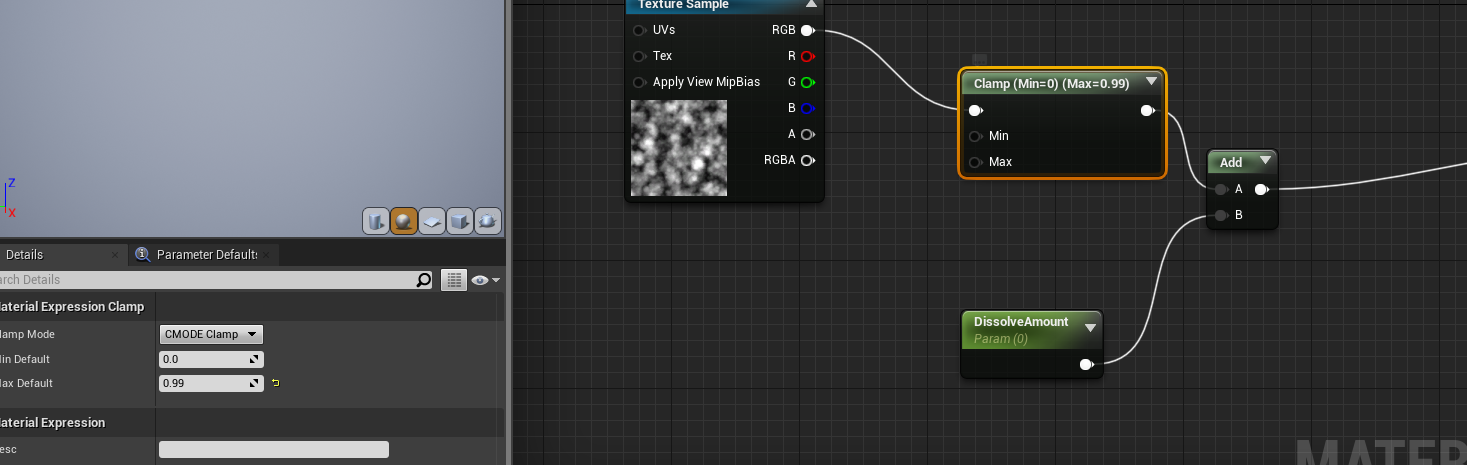 Texture Sample
UVs RGB
Tex R
Apply View MipBias G
B
A
RGBA
Clamp (Min=0) (Max=0.99)
Min
Max
Add
A
B
DissolveAmount
Param (0)
Z
X
Details Parameter Defaults
arch Details
aterial Expression Clamp
lamp Mode CMODE Clamp
in Default 0.0
ax Default 0.99
aterial Expression
esc
MATER